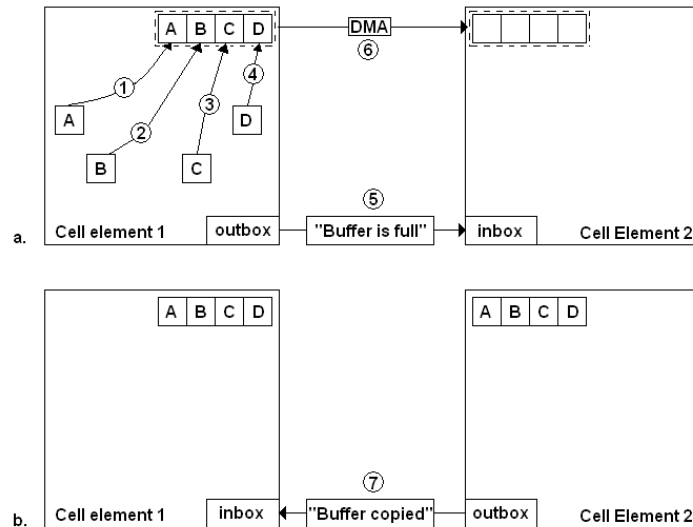 A B C D
DMA
6
1
4
3
A
D
2
B
C
5
a.
Cell element 1
outbox
"Buffer is full"
inbox
Cell Element 2
A B C D
A B C D
7
b.
Cell element 1
inbox
"Buffer copied"
outbox
Cell Element 2